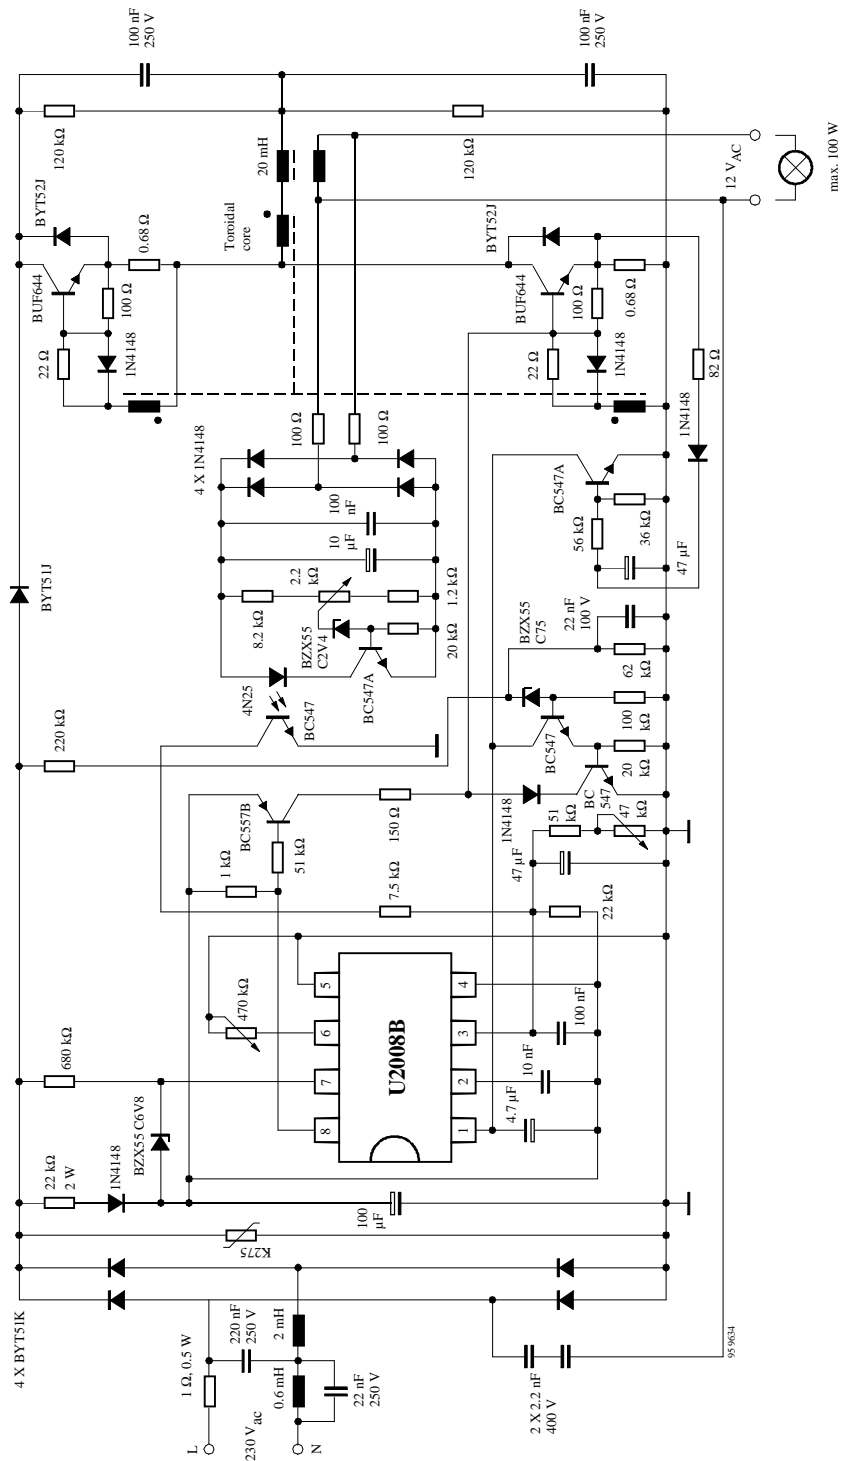 100 nF
250 V
100 nF
250 V
120 kΩ
20 mH
120 kΩ
12 V AC
max. 100 W
BYT52J
0.68 Ω
Toroidal
core
BYT52J
BUF644
100 Ω
BUF644
100 Ω
0.68 Ω
22 Ω
1N4148
22 Ω
1N4148
82 Ω
4 X 1N4148
100 Ω
100 Ω
1N4148
BC547A
56 kΩ
36 kΩ
47 µF
100
nF
10
µF
BYT51J
2.2
kΩ
8.2 kΩ
1.2 kΩ
BZX55
C2V4
20 kΩ
BZX55
C75
22 nF
100 V
62
kΩ
4N25
BC547
BC547A
100
kΩ
220 kΩ
BC547
20
kΩ
BC557B
150 Ω
1N4148
BC
547
51
kΩ
47
kΩ
1 kΩ
51 kΩ
7.5 kΩ
47 µF
22 kΩ
470 kΩ
5
6
7
8
U2008B
4
3
2
1
100 nF
10 nF
4.7 µF
680 kΩ
BZX55 C6V8
1N4148
22 kΩ
2 W
100
µF
K275
4 X BYT51K
220 nF
250 V
2 mH
1 Ω, 0.5 W
0.6 mH
22 nF
250 V
2 X 2.2 nF
400 V
95 9634
L
230 V ac
N